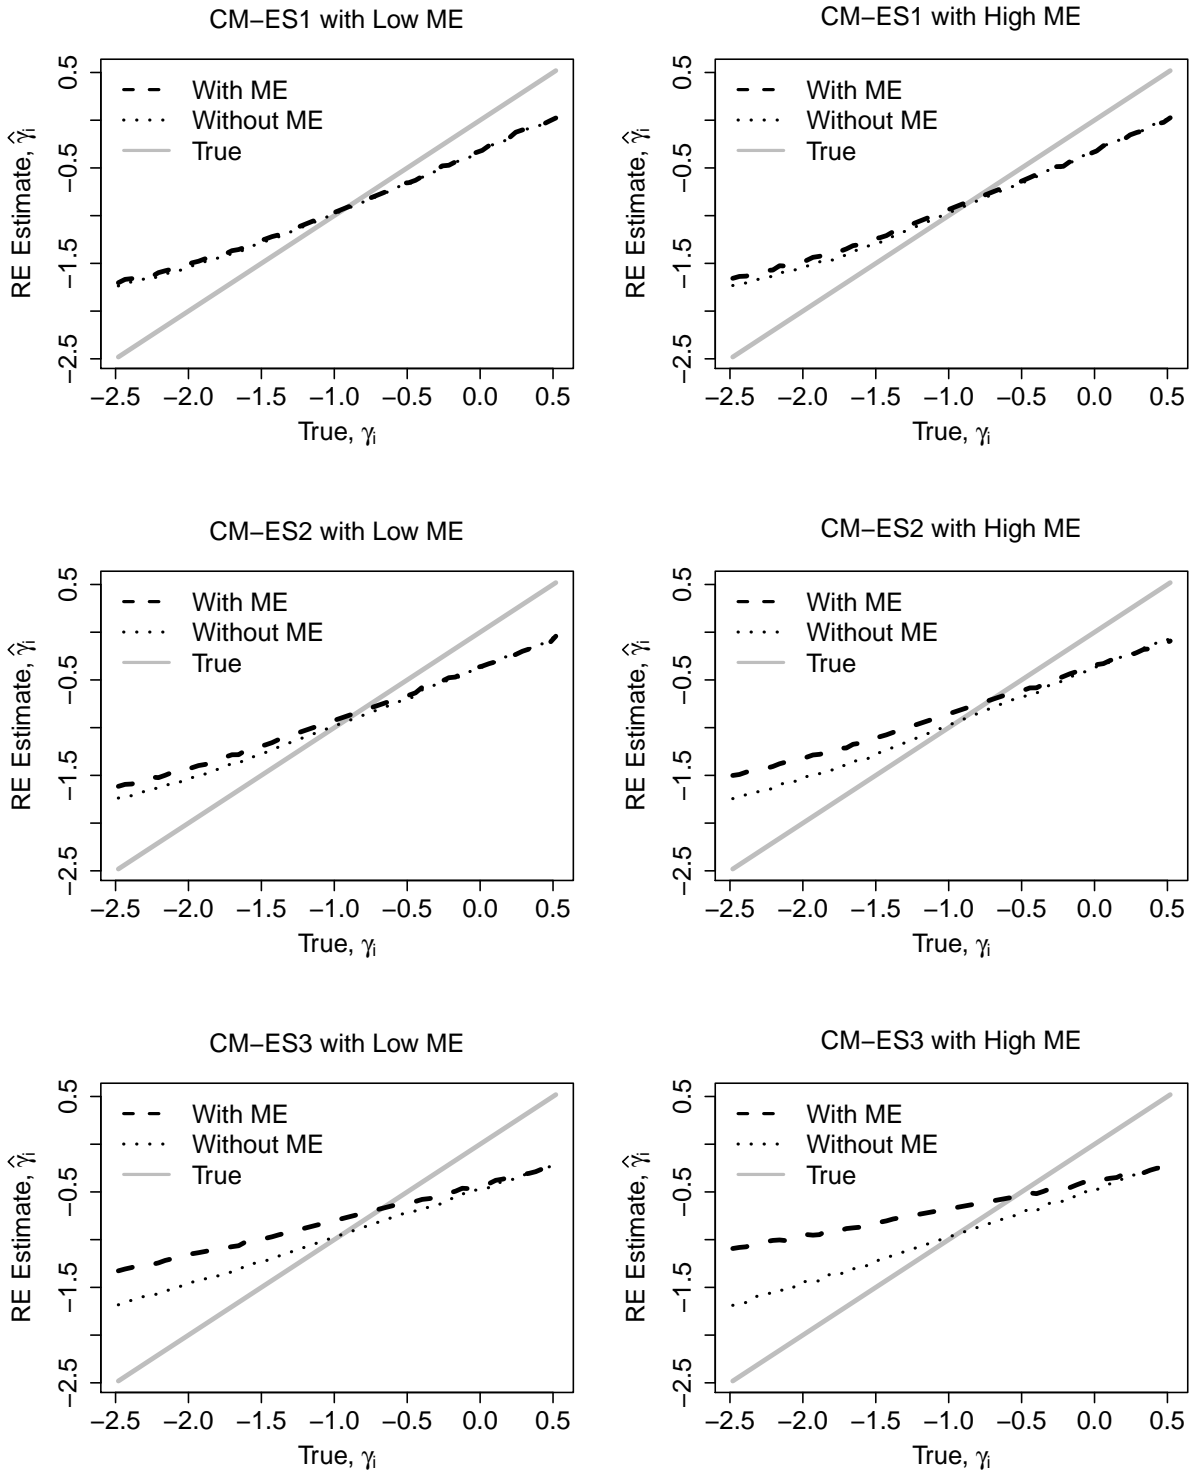 CM−ES1 with Low ME
With ME
Without ME
True
RE Estimate, γ̂i
0.5
−0.5
−1.5
−2.5
−2.5 −2.0 −1.5 −1.0 −0.5 0.0 0.5
True, γi
CM−ES1 with High ME
With ME
Without ME
True
RE Estimate, γ̂i
0.5
−0.5
−1.5
−2.5
−2.5 −2.0 −1.5 −1.0 −0.5 0.0 0.5
True, γi
CM−ES2 with Low ME
With ME
Without ME
True
RE Estimate, γ̂i
0.5
−0.5
−1.5
−2.5
−2.5 −2.0 −1.5 −1.0 −0.5 0.0 0.5
True, γi
CM−ES2 with High ME
With ME
Without ME
True
RE Estimate, γ̂i
0.5
−0.5
−1.5
−2.5
−2.5 −2.0 −1.5 −1.0 −0.5 0.0 0.5
True, γi
CM−ES3 with Low ME
With ME
Without ME
True
RE Estimate, γ̂i
0.5
−0.5
−1.5
−2.5
−2.5 −2.0 −1.5 −1.0 −0.5 0.0 0.5
True, γi
CM−ES3 with High ME
With ME
Without ME
True
RE Estimate, γ̂i
0.5
−0.5
−1.5
−2.5
−2.5 −2.0 −1.5 −1.0 −0.5 0.0 0.5
True, γi